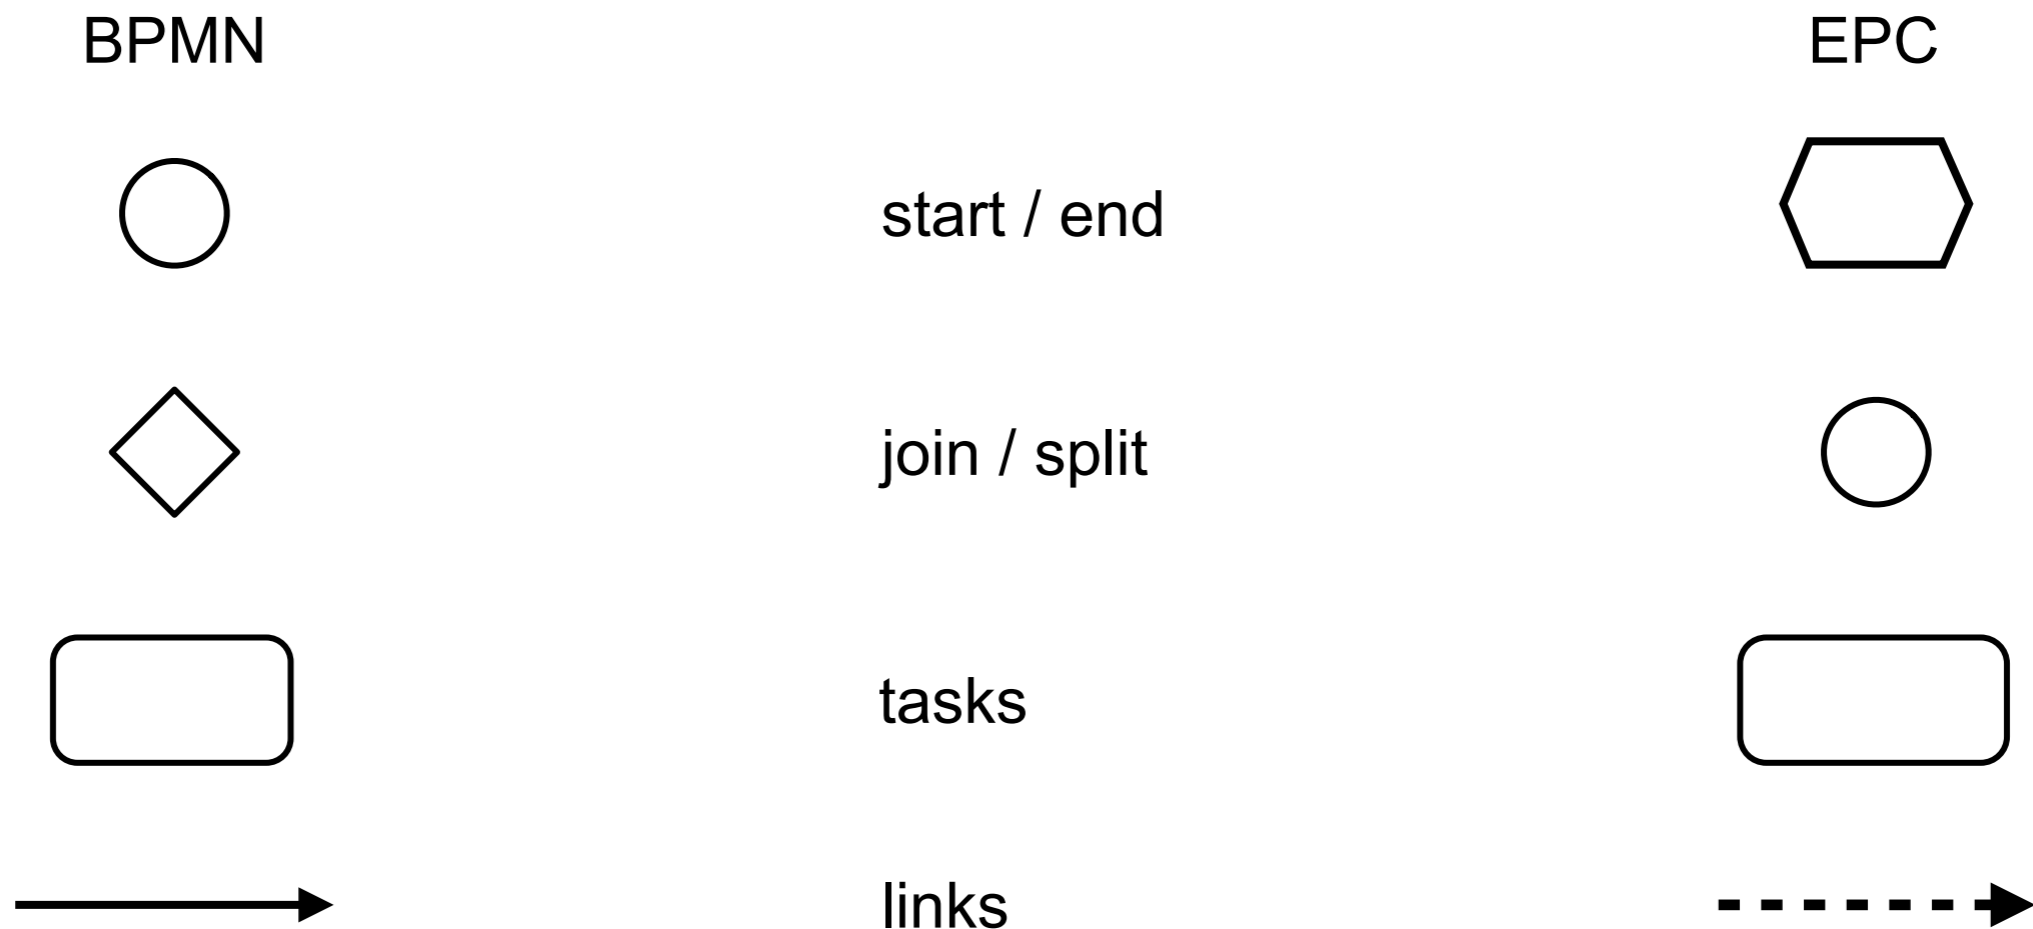 BPMN
EPC
start / end
join / split
tasks
links